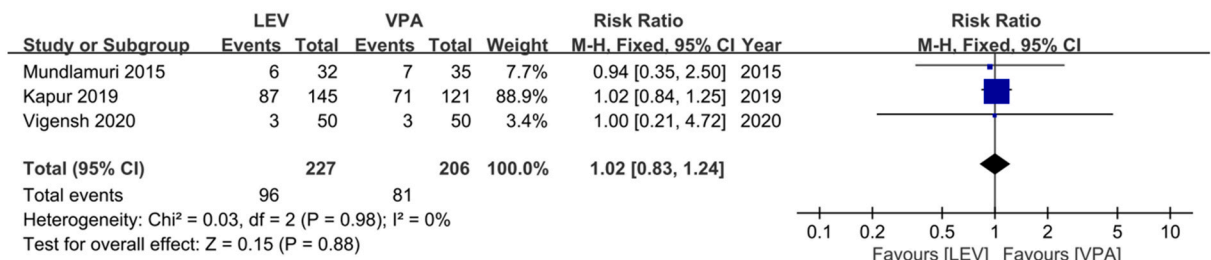 LEV VPA Risk Ratio Risk Ratio
Study or Subgroup Events Total Events Total Weight M-H, Fixed, 95% CI Year M-H, Fixed, 95% CI
Mundlamuri 2015 6 32 7 35 7.7% 0.94 [0.35, 2.50] 2015
Kapur 2019 87 145 71 121 88.9% 1.02 [0.84, 1.25] 2019
Vigensh 2020 3 50 3 50 3.4% 1.00 [0.21, 4.72] 2020
Total (95% CI) 227 206 100.0% 1.02 [0.83, 1.24]
Total events 96 81
Heterogeneity: Chi² = 0.03, df = 2 (P = 0.98); I² = 0%
Test for overall effect: Z = 0.15 (P = 0.88)
0.1 0.2 0.5 1 2 5 10
Favours [LEV] Favours [VPA]